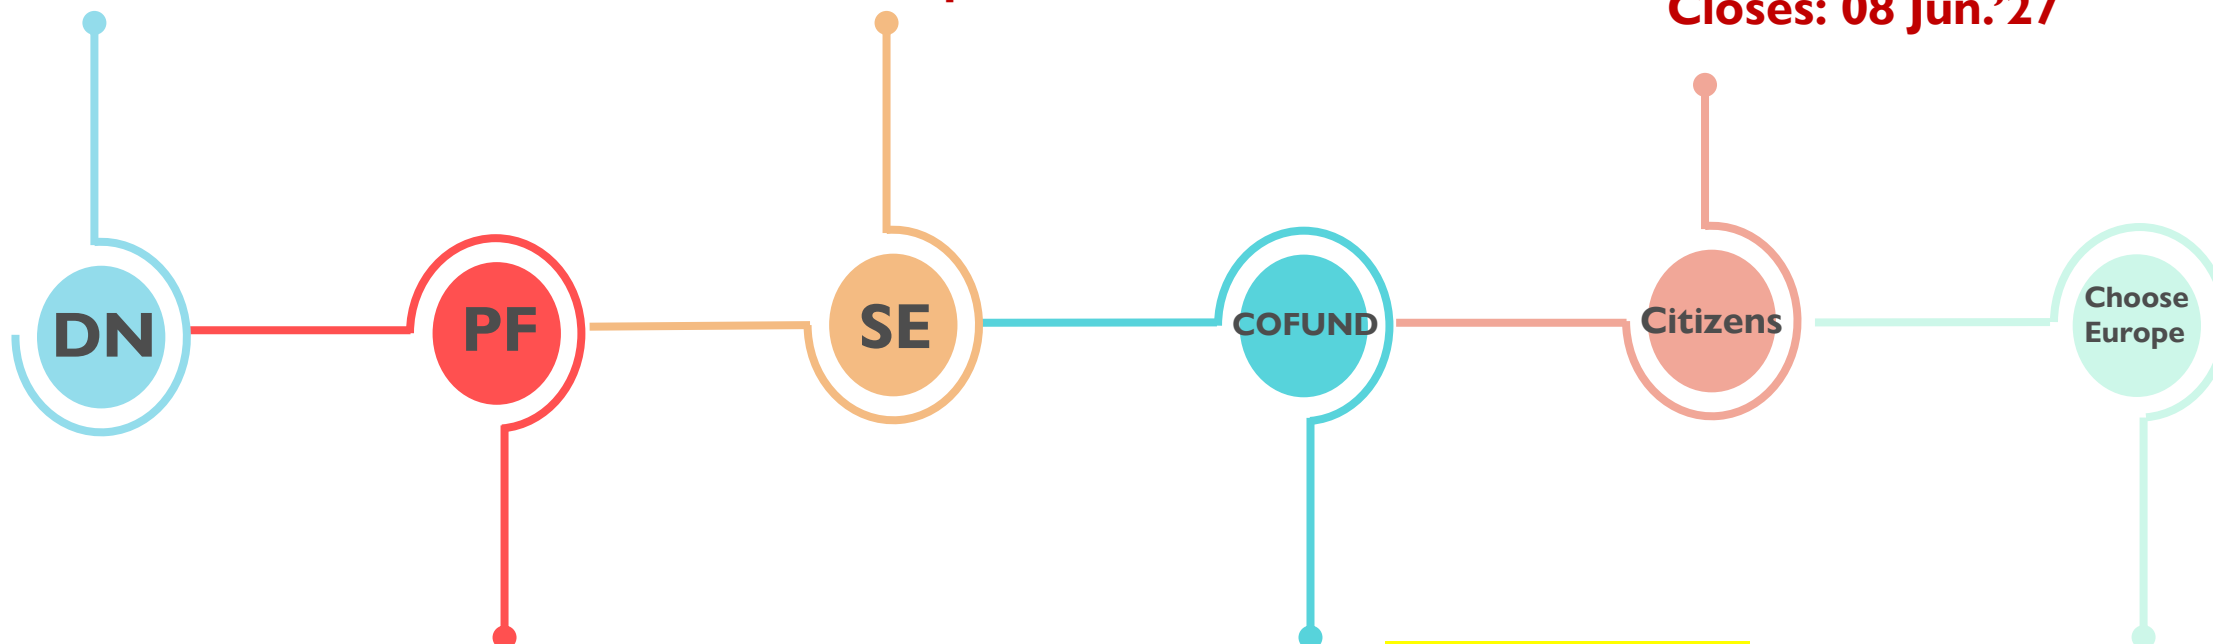 Closes: 08 Jun.’27
DN
PF
SE
COFUND
Citizens
Choose
Europe